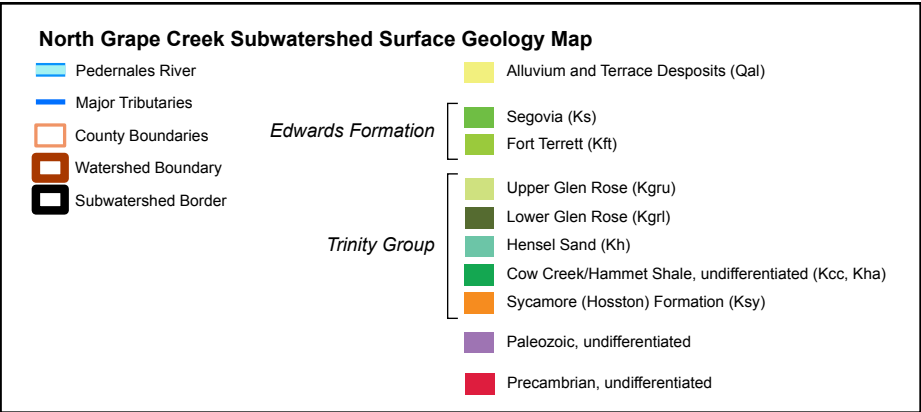 North Grape Creek Subwatershed Surface Geology Map
Pedernales River
Major Tributaries
County Boundaries
Watershed Boundary
Subwatershed Border
Alluvium and Terrace Desposits (Qal)
Edwards Formation
Segovia (Ks)
Fort Terrett (Kft)
Trinity Group
Upper Glen Rose (Kgru)
Lower Glen Rose (Kgrl)
Hensel Sand (Kh)
Cow Creek/Hammet Shale, undifferentiated (Kcc, Kha)
Sycamore (Hosston) Formation (Ksy)
Paleozoic, undifferentiated
Precambrian, undifferentiated